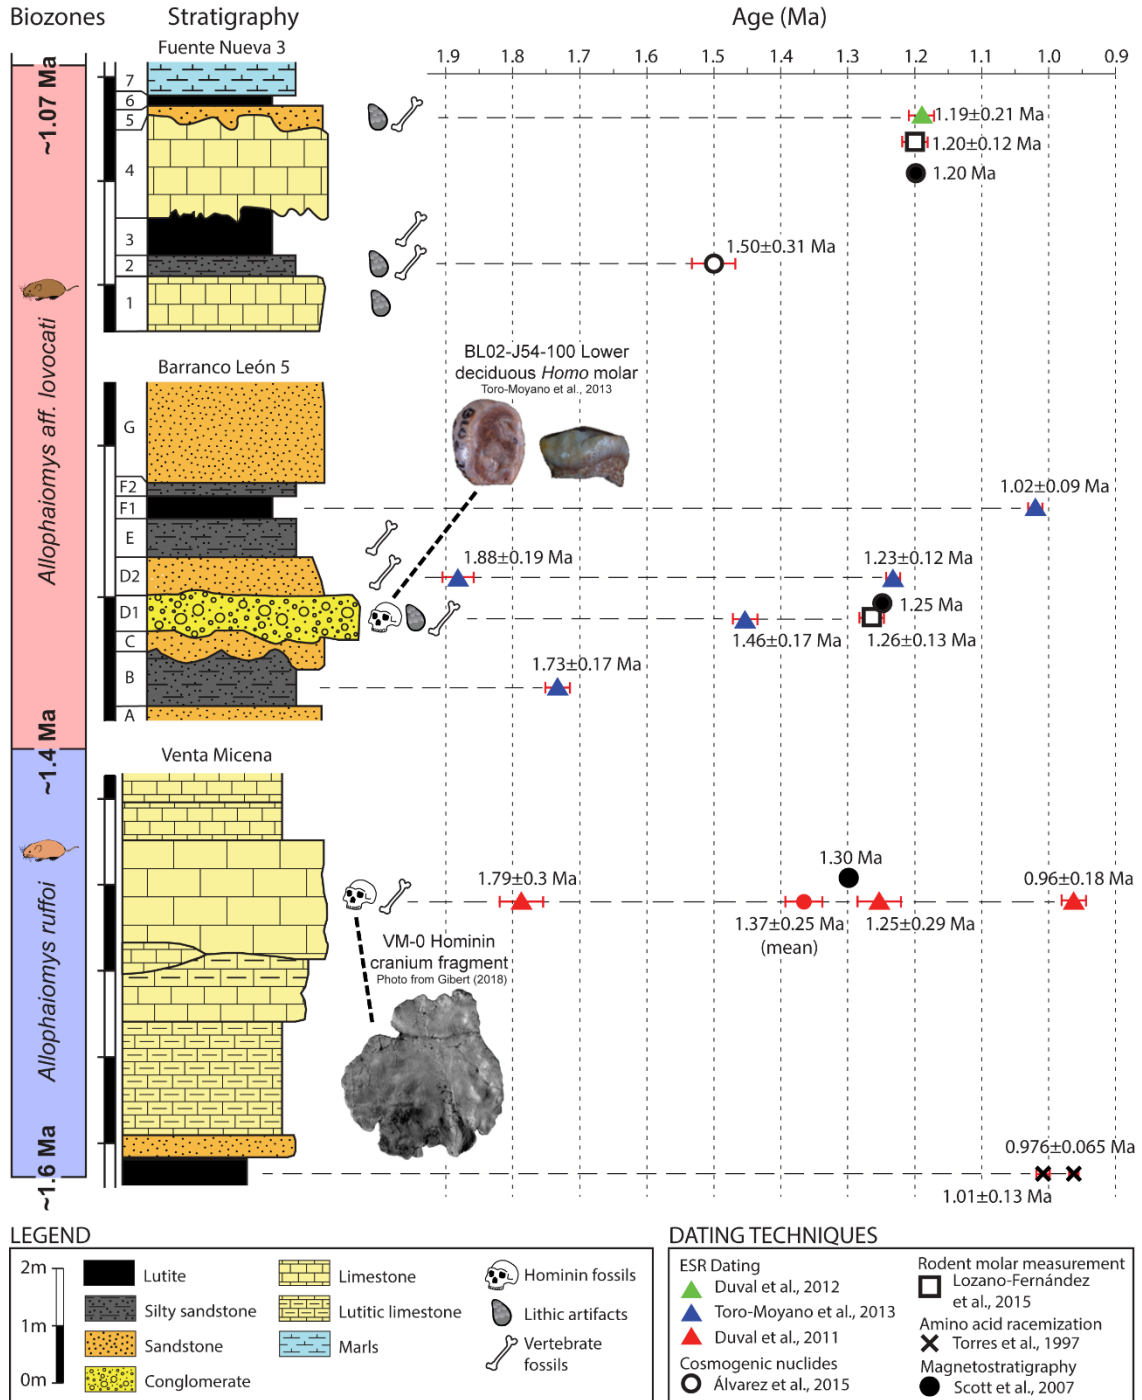 Biozones
Stratigraphy
Age (Ma)
Fuente Nueva 3
1.9
1.8
1.7
1.6
1.5
1.4
1.3
1.2
1.1
1.0
0.9
~1.07 Ma
7
6
5
4
3
2
1
1.19±0.21 Ma
1.20±0.12 Ma
1.20 Ma
1.50±0.31 Ma
Allophaiomys aff. lovocati
Barranco León 5
BL02-J54-100 Lower
deciduous Homo molar
Toro-Moyano et al., 2013
G
F2
F1
E
D2
D1
C
B
A
1.02±0.09 Ma
1.88±0.19 Ma
1.23±0.12 Ma
1.25 Ma
1.46±0.17 Ma
1.26±0.13 Ma
1.73±0.17 Ma
~1.4 Ma
Venta Micena
Allophaiomys ruffoi
1.30 Ma
1.79±0.3 Ma
0.96±0.18 Ma
1.37±0.25 Ma
(mean)
1.25±0.29 Ma
VM-0 Hominin
cranium fragment
Photo from Gibert (2018)
~1.6 Ma
0.976±0.065 Ma
1.01±0.13 Ma
LEGEND
2m
1m
0m
Lutite
Silty sandstone
Sandstone
Conglomerate
Limestone
Lutitic limestone
Marls
Hominin fossils
Lithic artifacts
Vertebrate
fossils
DATING TECHNIQUES
ESR Dating
Duval et al., 2012
Toro-Moyano et al., 2013
Duval et al., 2011
Cosmogenic nuclides
Álvarez et al., 2015
Rodent molar measurement
Lozano-Fernández
et al., 2015
Amino acid racemization
Torres et al., 1997
Magnetostratigraphy
Scott et al., 2007